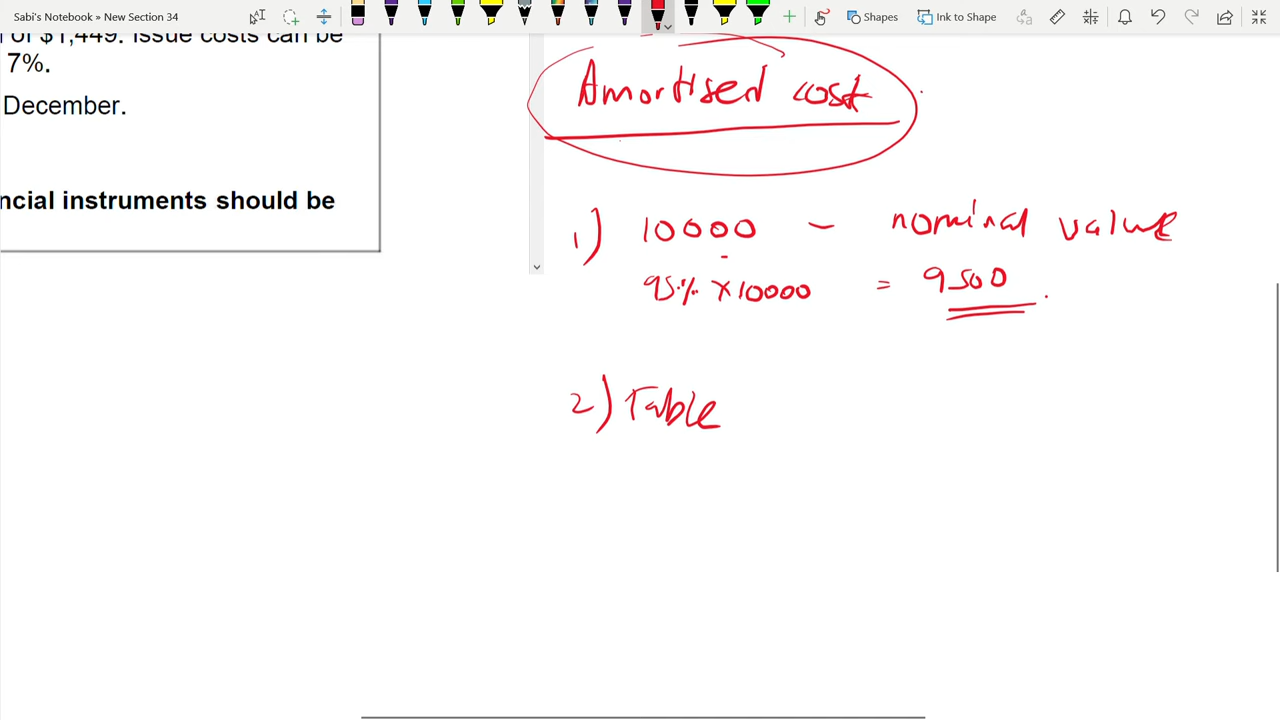 Sabi's Notebook » New Section 34
Shapes
Ink to Shape
of $1,449. Issue costs can be
7%.
December.
ncial instruments should be
Amortised cost
1) 10000 - nominal value
95% × 10000 = 9500
2) Table